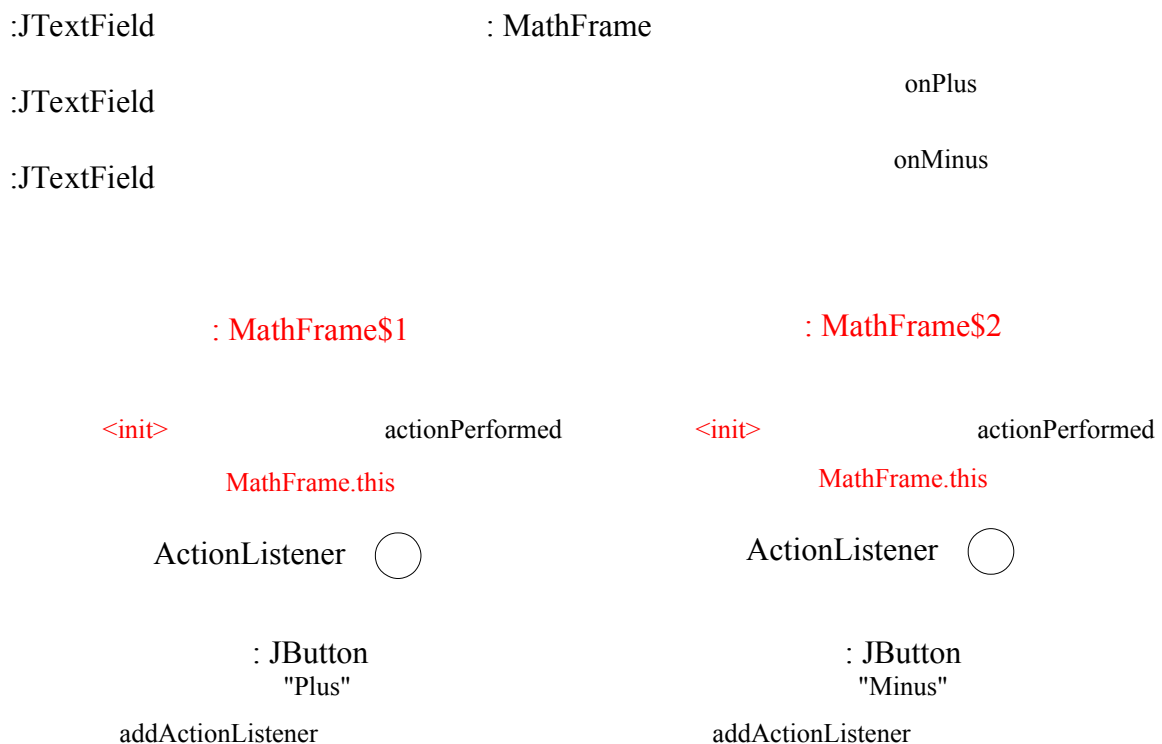 :JTextField
: MathFrame
:JTextField
onPlus
:JTextField
onMinus
: MathFrame$1
: MathFrame$2
<init>
actionPerformed
<init>
actionPerformed
MathFrame.this
MathFrame.this
ActionListener
ActionListener
: JButton
"Plus"
: JButton
"Minus"
addActionListener
addActionListener